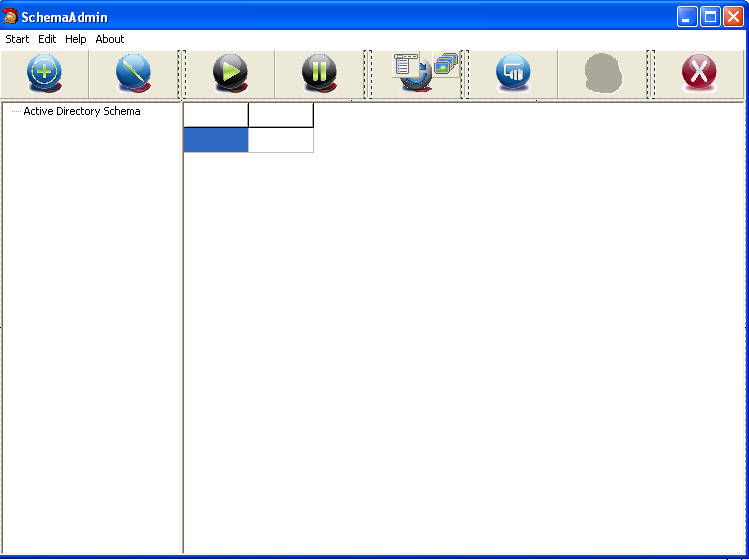 SchemaAdmin
Start Edit Help About
Active Directory Schema